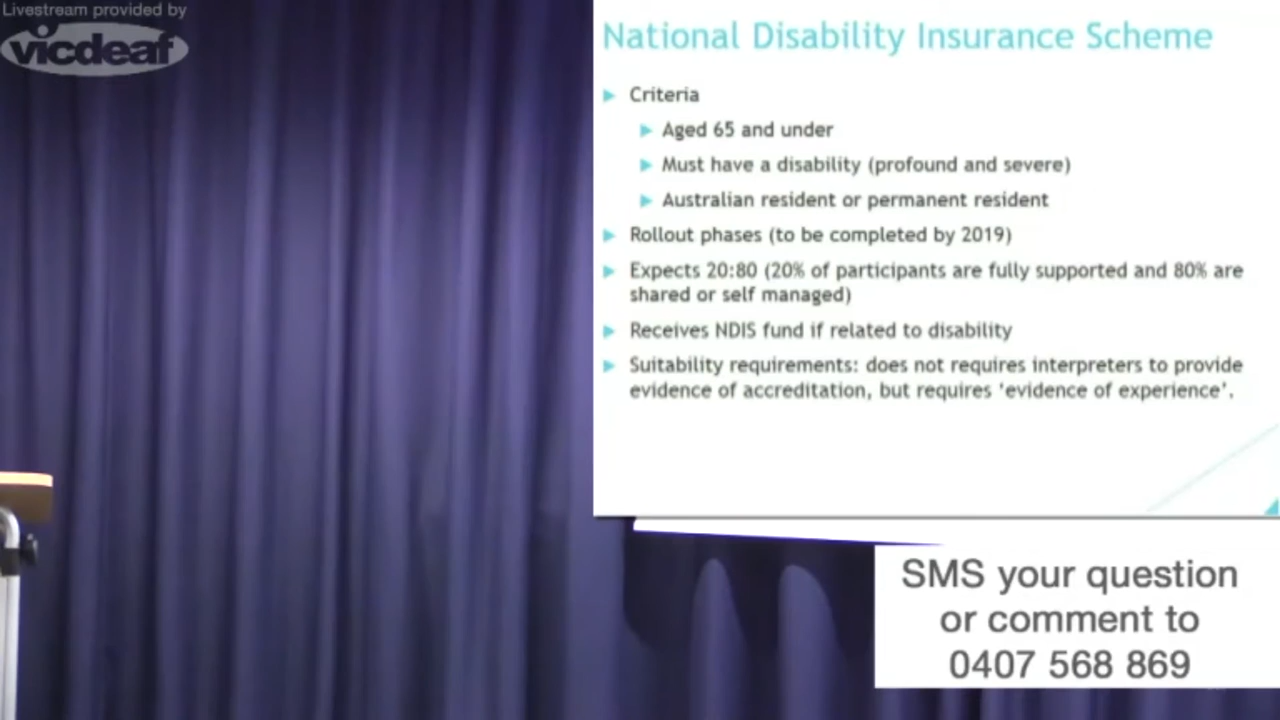 Livestream provided by
vicdeaf
National Disability Insurance Scheme
Criteria
Aged 65 and under
Must have a disability (profound and severe)
Australian resident or permanent resident
Rollout phases (to be completed by 2019)
Expects 20:80 (20% of participants are fully supported and 80% are
shared or self managed)
Receives NDIS fund if related to disability
Suitability requirements: does not requires interpreters to provide
evidence of accreditation, but requires ‘evidence of experience’.
SMS your question
or comment to
0407 568 869